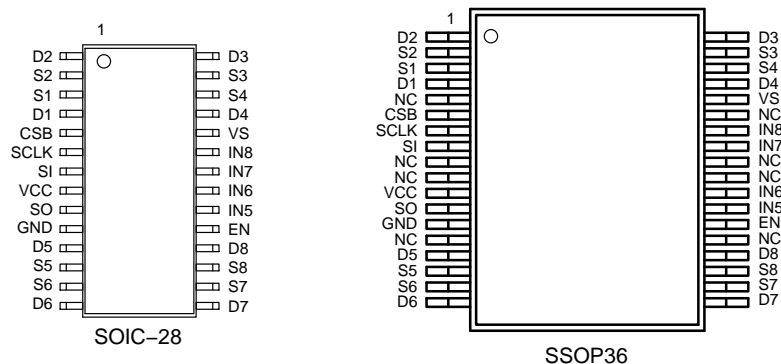 1
D2 D3
S2 S3
S1 S4
D1 D4
CSB VS
SCLK IN8
SI IN7
VCC IN6
SO IN5
GND EN
D5 D8
S5 S8
S6 S7
D6 D7
SOIC–28
1
D2 D3
S2 S3
S1 S4
D1 D4
NC VS
CSB NC
SCLK IN8
SI IN7
NC NC
NC NC
VCC IN6
SO IN5
GND EN
NC NC
D5 D8
S5 S8
S6 S7
D6 D7
SSOP36